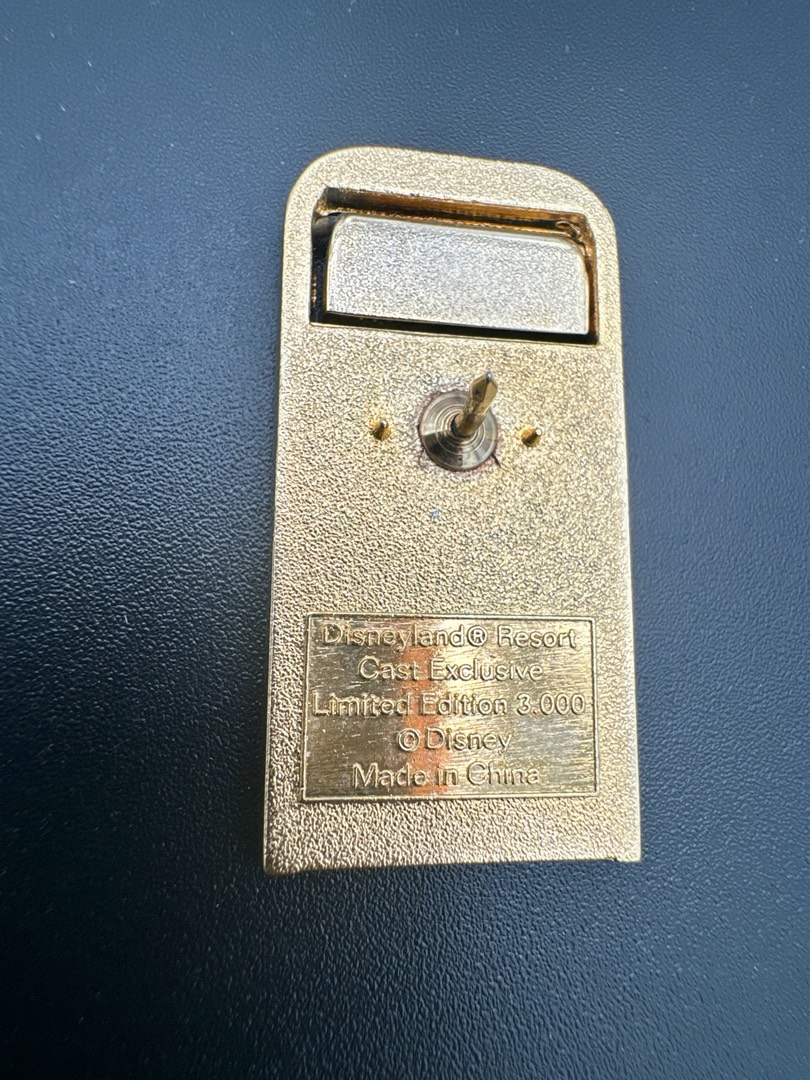 Disneyland® Resort
Cast Exclusive
Limited Edition 3.000
©Disney
Made in China